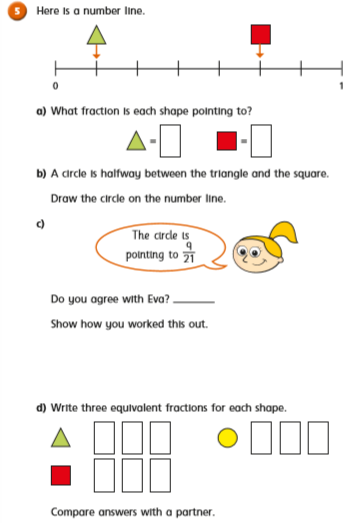 5 Here is a number line.
0 1
a) What fraction is each shape pointing to?
= =
b) A circle is halfway between the triangle and the square.
Draw the circle on the number line.
c)
The circle is
pointing to 9/21
Do you agree with Eva? ______
Show how you worked this out.
d) Write three equivalent fractions for each shape.
Compare answers with a partner.